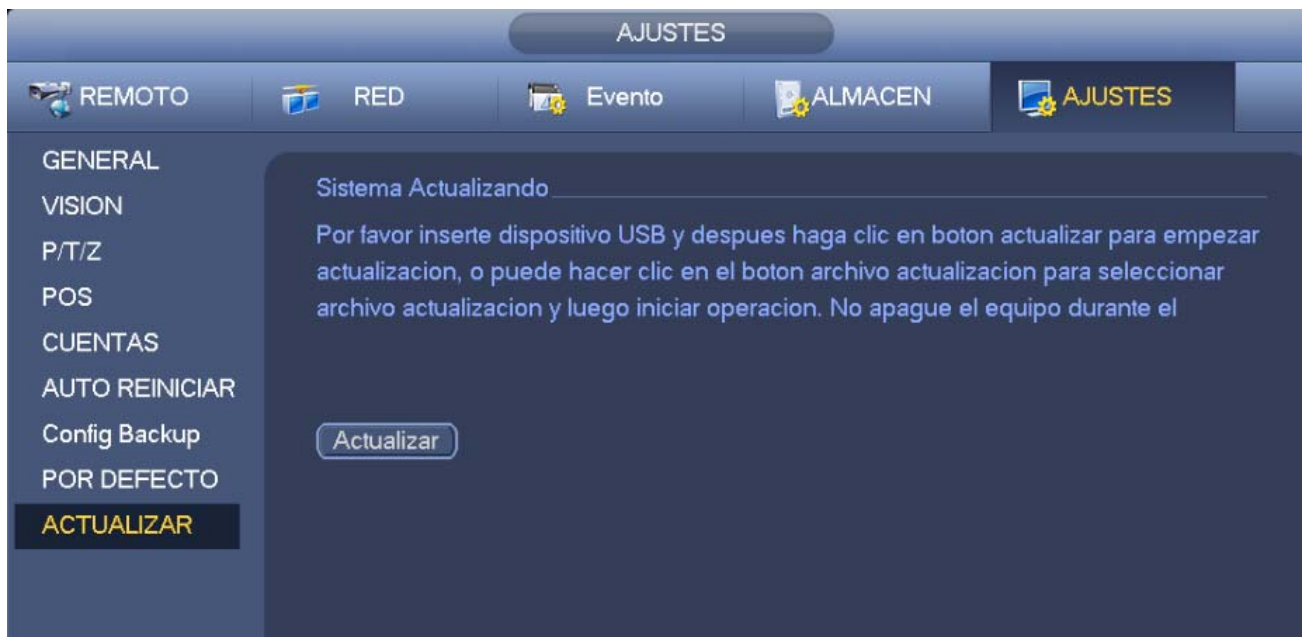 AJUSTES
REMOTO RED Evento ALMACEN AJUSTES
GENERAL
VISION
P/T/Z
POS
CUENTAS
AUTO REINICIAR
Config Backup
POR DEFECTO
ACTUALIZAR
Sistema Actualizando
Por favor inserte dispositivo USB y despues haga clic en boton actualizar para empezar
actualizacion, o puede hacer clic en el boton archivo actualizacion para seleccionar
archivo actualizacion y luego iniciar operacion. No apague el equipo durante el
Actualizar